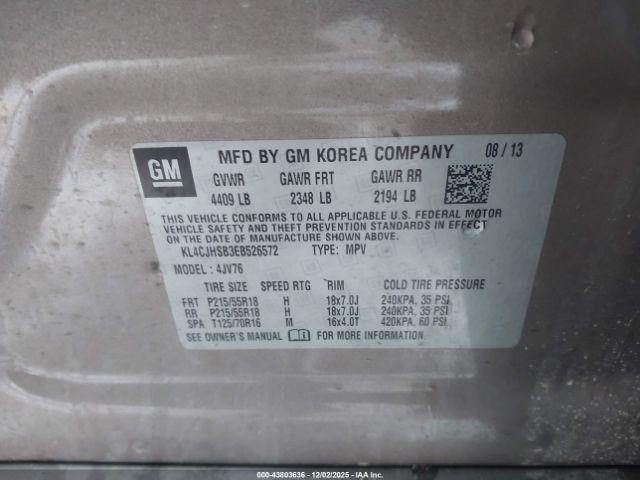 GM
MFD BY GM KOREA COMPANY 08 / 13
GVWR GAWR FRT GAWR RR
4409 LB 2348 LB 2194 LB
THIS VEHICLE CONFORMS TO ALL APPLICABLE U.S. FEDERAL MOTOR
VEHICLE SAFETY AND THEFT PREVENTION STANDARDS IN EFFECT
ON THE DATE OF MANUFACTURE SHOWN ABOVE.
KL4CJHSB3EB526572 TYPE: MPV
MODEL : 4JV76
TIRE SIZE SPEED RTG RIM COLD TIRE PRESSURE
FRT P215/55R18 H 18x7.0J 240KPA, 35 PSI
RR P215/55R18 H 18x7.0J 240KPA, 35 PSI
SPA T125/70R16 M 16x4.0T 420KPA, 60 PSI
SEE OWNER'S MANUAL FOR MORE INFORMATION.
000-43803636 - 12/02/2025 - IAA Inc.